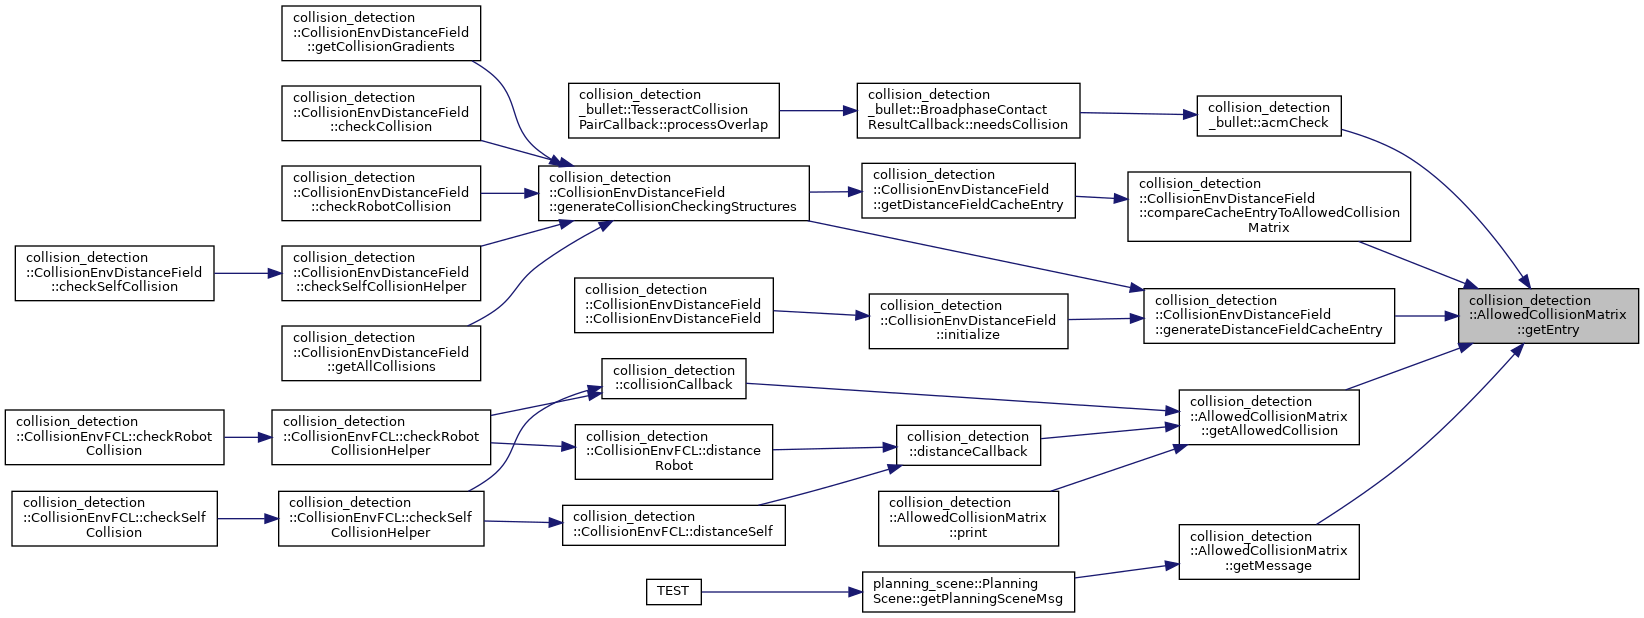 collision_detection
::CollisionEnvDistanceField
::getCollisionGradients
collision_detection
::CollisionEnvDistanceField
::checkCollision
collision_detection
::CollisionEnvDistanceField
::checkRobotCollision
collision_detection
::CollisionEnvDistanceField
::checkSelfCollision
collision_detection
::CollisionEnvDistanceField
::checkSelfCollisionHelper
collision_detection
::CollisionEnvDistanceField
::getAllCollisions
collision_detection
::CollisionEnvFCL::checkRobot
Collision
collision_detection
::CollisionEnvFCL::checkRobot
CollisionHelper
collision_detection
::CollisionEnvFCL::checkSelf
Collision
collision_detection
::CollisionEnvFCL::checkSelf
CollisionHelper
collision_detection
_bullet::TesseractCollision
PairCallback::processOverlap
collision_detection
::CollisionEnvDistanceField
::generateCollisionCheckingStructures
collision_detection
::CollisionEnvDistanceField
::CollisionEnvDistanceField
collision_detection
::collisionCallback
collision_detection
::CollisionEnvFCL::distance
Robot
collision_detection
::CollisionEnvFCL::distanceSelf
TEST
collision_detection
_bullet::BroadphaseContact
ResultCallback::needsCollision
collision_detection
::CollisionEnvDistanceField
::getDistanceFieldCacheEntry
collision_detection
::CollisionEnvDistanceField
::initialize
collision_detection
::distanceCallback
collision_detection
::AllowedCollisionMatrix
::print
planning_scene::Planning
Scene::getPlanningSceneMsg
collision_detection
_bullet::acmCheck
collision_detection
::CollisionEnvDistanceField
::compareCacheEntryToAllowedCollision
Matrix
collision_detection
::CollisionEnvDistanceField
::generateDistanceFieldCacheEntry
collision_detection
::AllowedCollisionMatrix
::getAllowedCollision
collision_detection
::AllowedCollisionMatrix
::getMessage
collision_detection
::AllowedCollisionMatrix
::getEntry